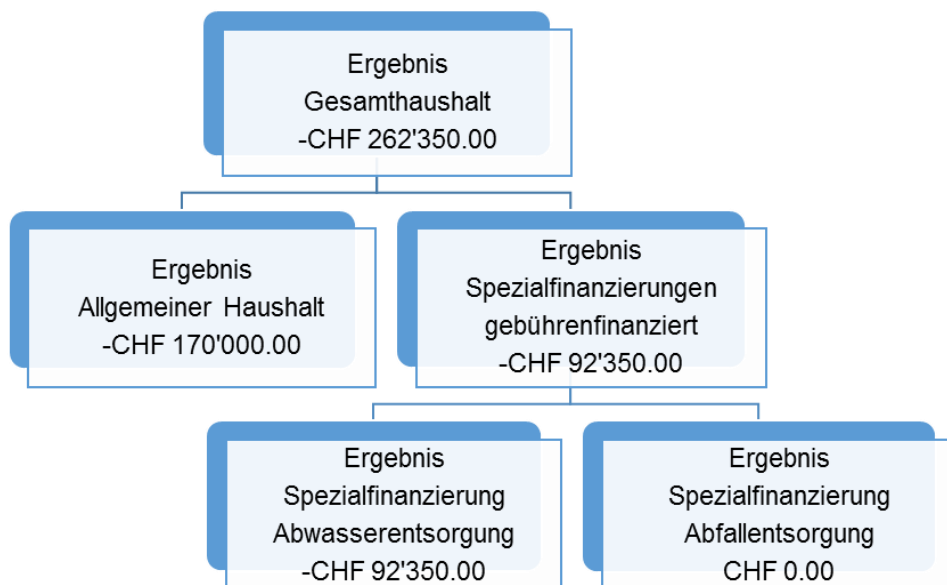 Ergebnis
Gesamthaushalt
-CHF 262'350.00
Ergebnis
Allgemeiner Haushalt
-CHF 170'000.00
Ergebnis
Spezialfinanzierungen
gebührenfinanziert
-CHF 92'350.00
Ergebnis
Spezialfinanzierung
Abwasserentsorgung
-CHF 92'350.00
Ergebnis
Spezialfinanzierung
Abfallentsorgung
CHF 0.00